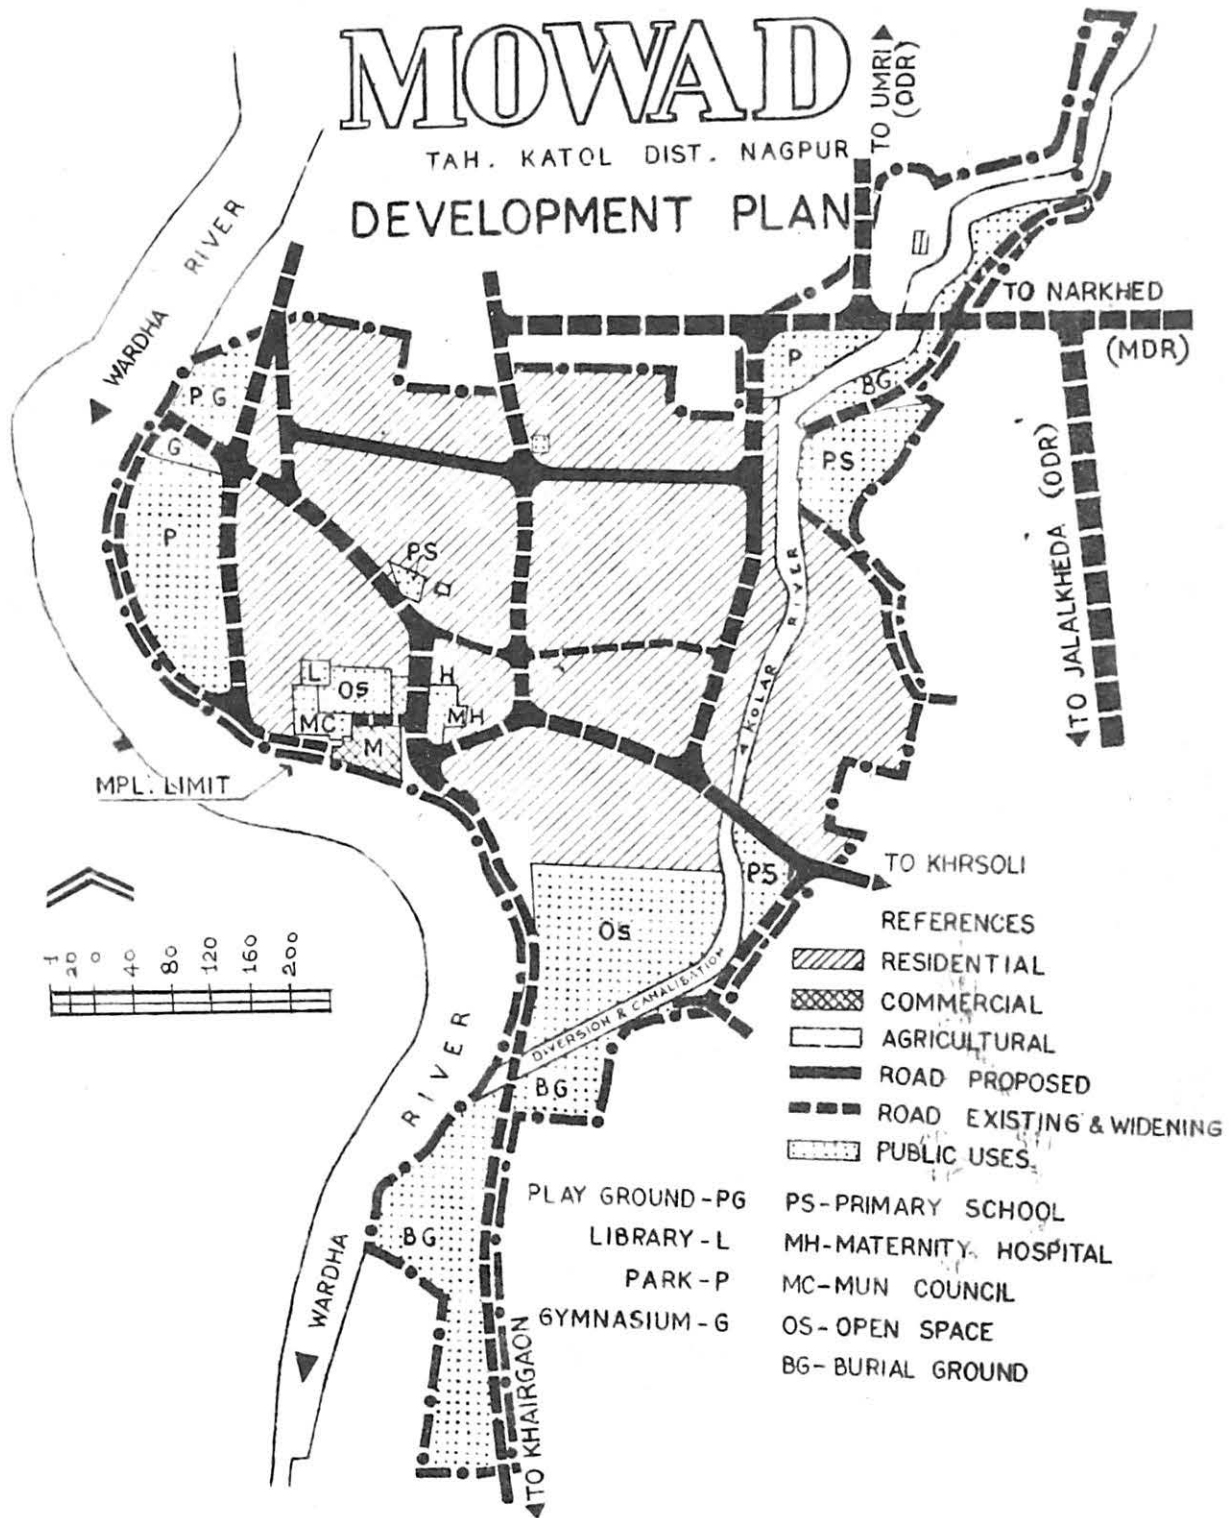 MOWAD
TAH. KATOL DIST. NAGPUR
DEVELOPMENT PLAN
TO UMRI
(ODR)
WARDHA RIVER
TO NARKHED
(MDR)
TO JALALKHEDA (ODR)
P
BG
PG
G
PS
P
PS
KOLAR RIVER
L
OS
H
MC
MH
M
MPL. LIMIT
TO KHRSOLI
PS
OS
DIVERSION & CANALISATION
BG
BG
WARDHA RIVER
TO KHAIRGAON
1 20 0 40 80 120 160 200
REFERENCES
RESIDENTIAL
COMMERCIAL
AGRICULTURAL
ROAD PROPOSED
ROAD EXISTING & WIDENING
PUBLIC USES.
PLAY GROUND-PG
LIBRARY-L
PARK-P
GYMNASIUM-G
PS-PRIMARY SCHOOL
MH-MATERNITY HOSPITAL
MC-MUN COUNCIL
OS-OPEN SPACE
BG-BURIAL GROUND